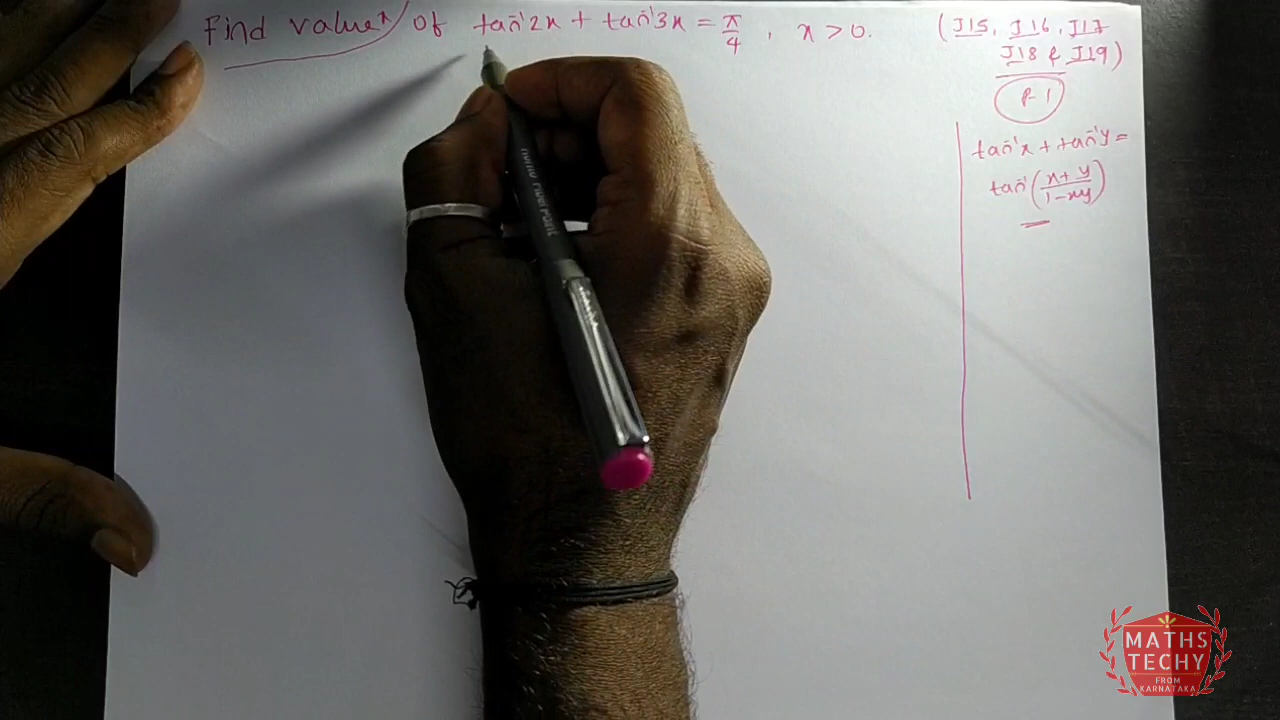 Find value x of tan⁻¹2x + tan⁻¹3x = π/4 , x > 0.
(J15, J16, J17
J18 & J19)
P-1
tan⁻¹x + tan⁻¹y =
tan⁻¹(x+y/1-xy)
MATHS
TECHY
FROM
KARNATAKA